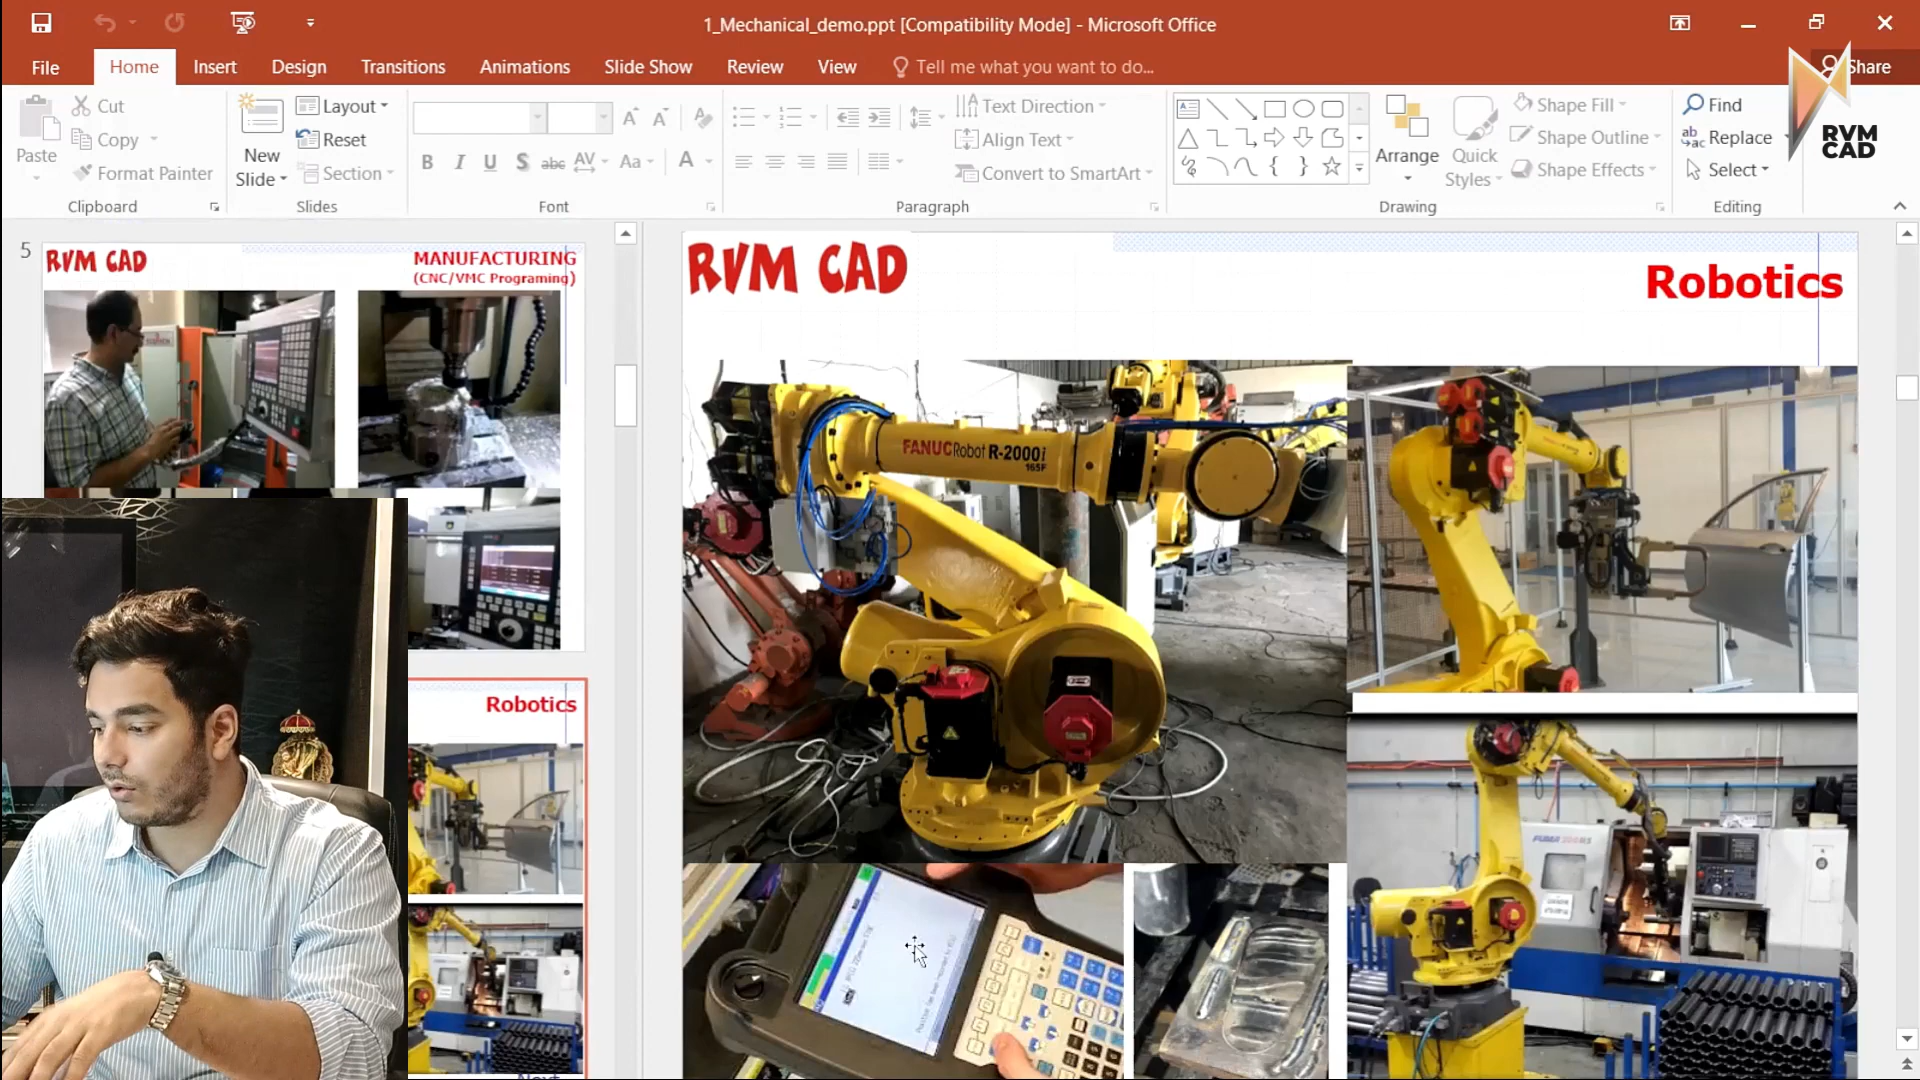 1_Mechanical_demo.ppt [Compatibility Mode] - Microsoft Office
File
Home
Insert
Design
Transitions
Animations
Slide Show
Review
View
Tell me what you want to do...
Share
RVM
CAD
Paste
Cut
Copy
Format Painter
Clipboard
New
Slide
Layout
Reset
Section
Slides
Font
Text Direction
Align Text
Convert to SmartArt
Paragraph
Arrange
Quick
Styles
Shape Fill
Shape Outline
Shape Effects
Drawing
Find
Replace
Select
Editing
5
RVM CAD
MANUFACTURING
(CNC/VMC Programing)
Robotics
RVM CAD
Robotics
FANUC Robot R-2000i
165F